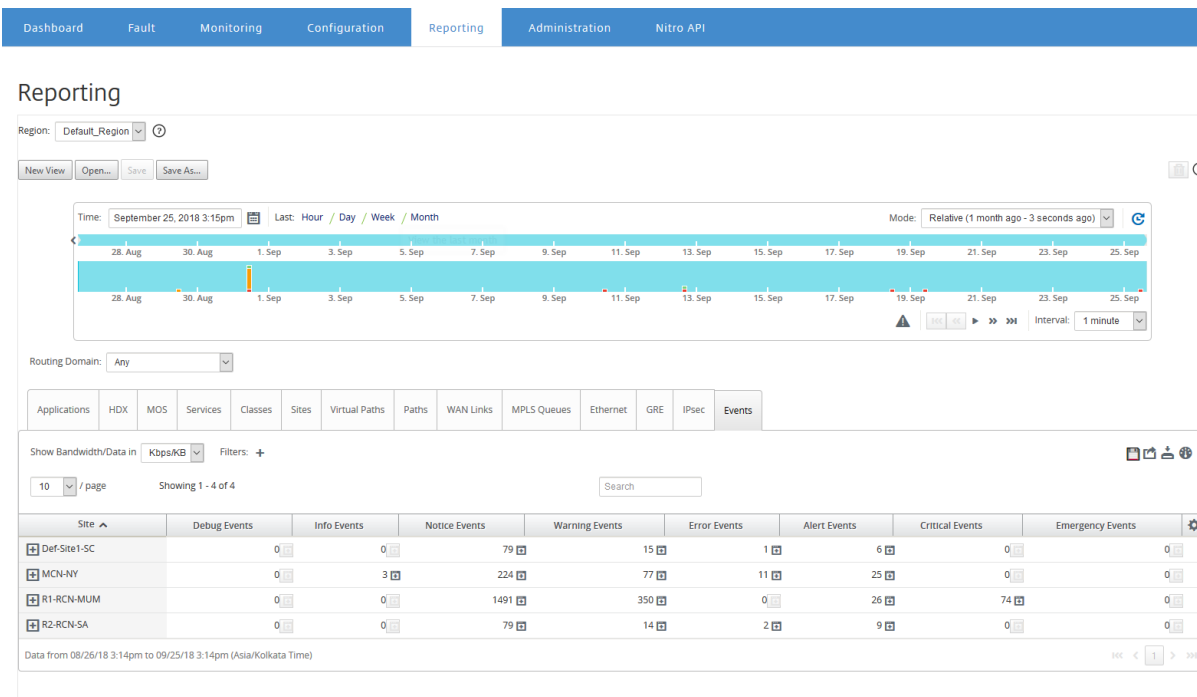 Dashboard Fault Monitoring Configuration Reporting Administration Nitro API
Reporting
Region: Default_Region ?
New View Open... Save Save As...
Time: September 25, 2018 3:15pm Last: Hour / Day / Week / Month Mode: Relative (1 month ago - 3 seconds ago)
28. Aug 30. Aug 1. Sep 3. Sep 5. Sep 7. Sep 9. Sep 11. Sep 13. Sep 15. Sep 17. Sep 19. Sep 21. Sep 23. Sep 25. Sep
28. Aug 30. Aug 1. Sep 3. Sep 5. Sep 7. Sep 9. Sep 11. Sep 13. Sep 15. Sep 17. Sep 19. Sep 21. Sep 23. Sep 25. Sep
Interval: 1 minute
Routing Domain: Any
Applications HDX MOS Services Classes Sites Virtual Paths Paths WAN Links MPLS Queues Ethernet GRE IPsec Events
Show Bandwidth/Data in Kbps/KB Filters: +
10 / page Showing 1 - 4 of 4 Search
Site Debug Events Info Events Notice Events Warning Events Error Events Alert Events Critical Events Emergency Events
Def-Site1-SC 0 0 79 15 1 6 0 0
MCN-NY 0 3 224 77 11 25 0 0
R1-RCN-MUM 0 0 1491 350 0 26 74 0
R2-RCN-SA 0 0 79 14 2 9 0 0
Data from 08/26/18 3:14pm to 09/25/18 3:14pm (Asia/Kolkata Time) 1